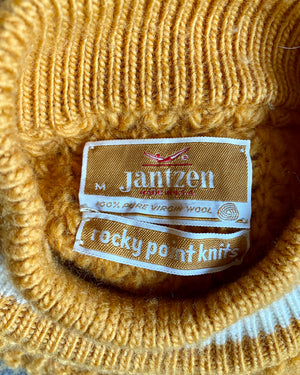 M jantzen
100% PURE VIRGIN WOOL
rocky point knits